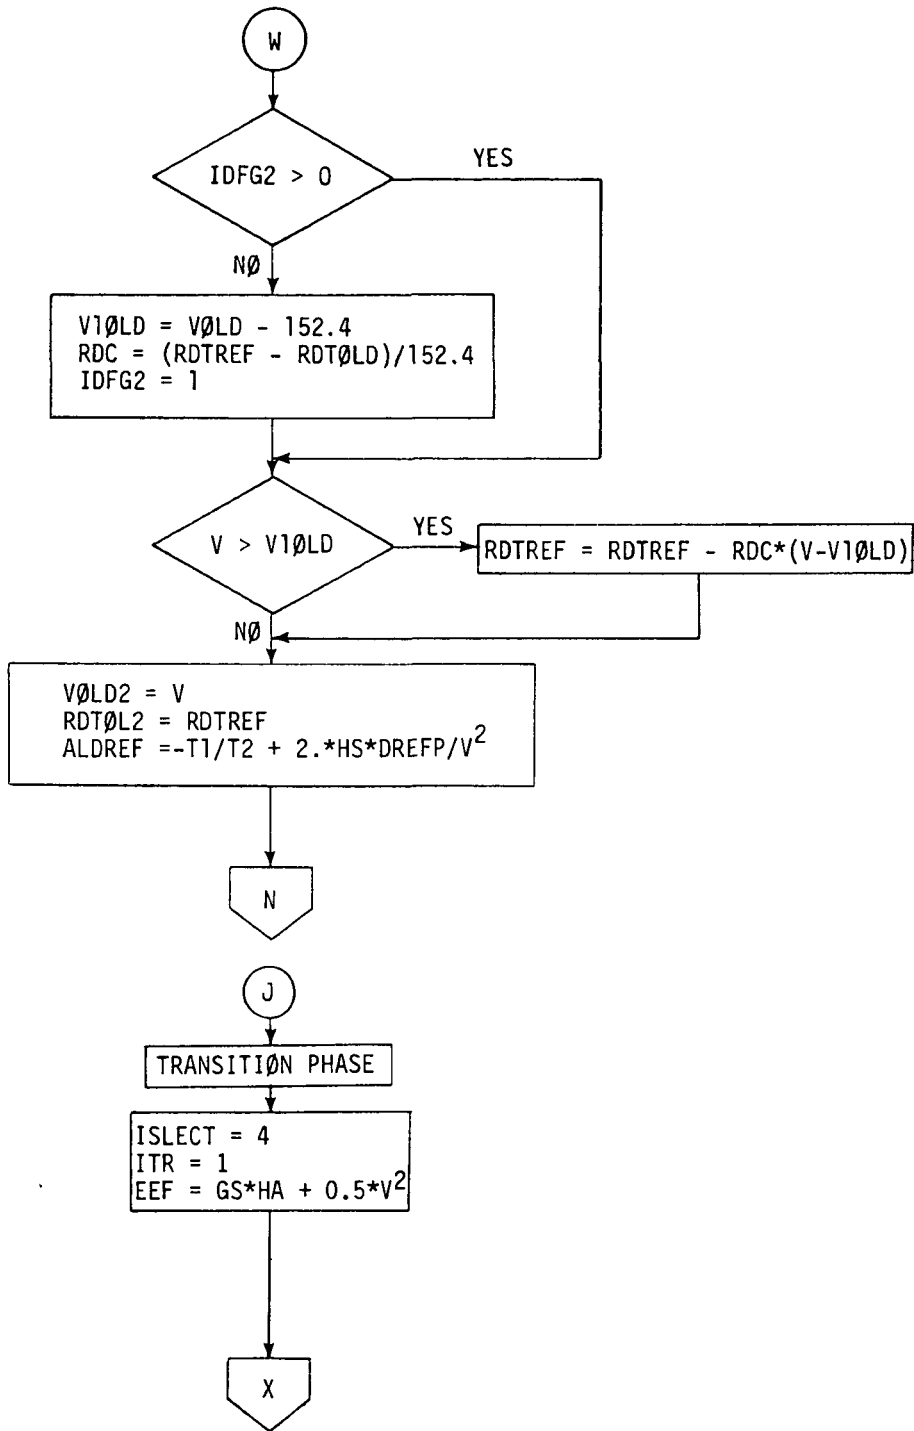 W
IDFG2 > 0
YES
NØ
V1ØLD = VØLD - 152.4
RDC = (RDTREF - RDTØLD)/152.4
IDFG2 = 1
V > V1ØLD
YES
RDTREF = RDTREF - RDC*(V-V1ØLD)
NØ
VØLD2 = V
RDTØL2 = RDTREF
ALDREF =-T1/T2 + 2.*HS*DREFP/V²
N
J
TRANSITIØN PHASE
ISLECT = 4
ITR = 1
EEF = GS*HA + 0.5*V²
X